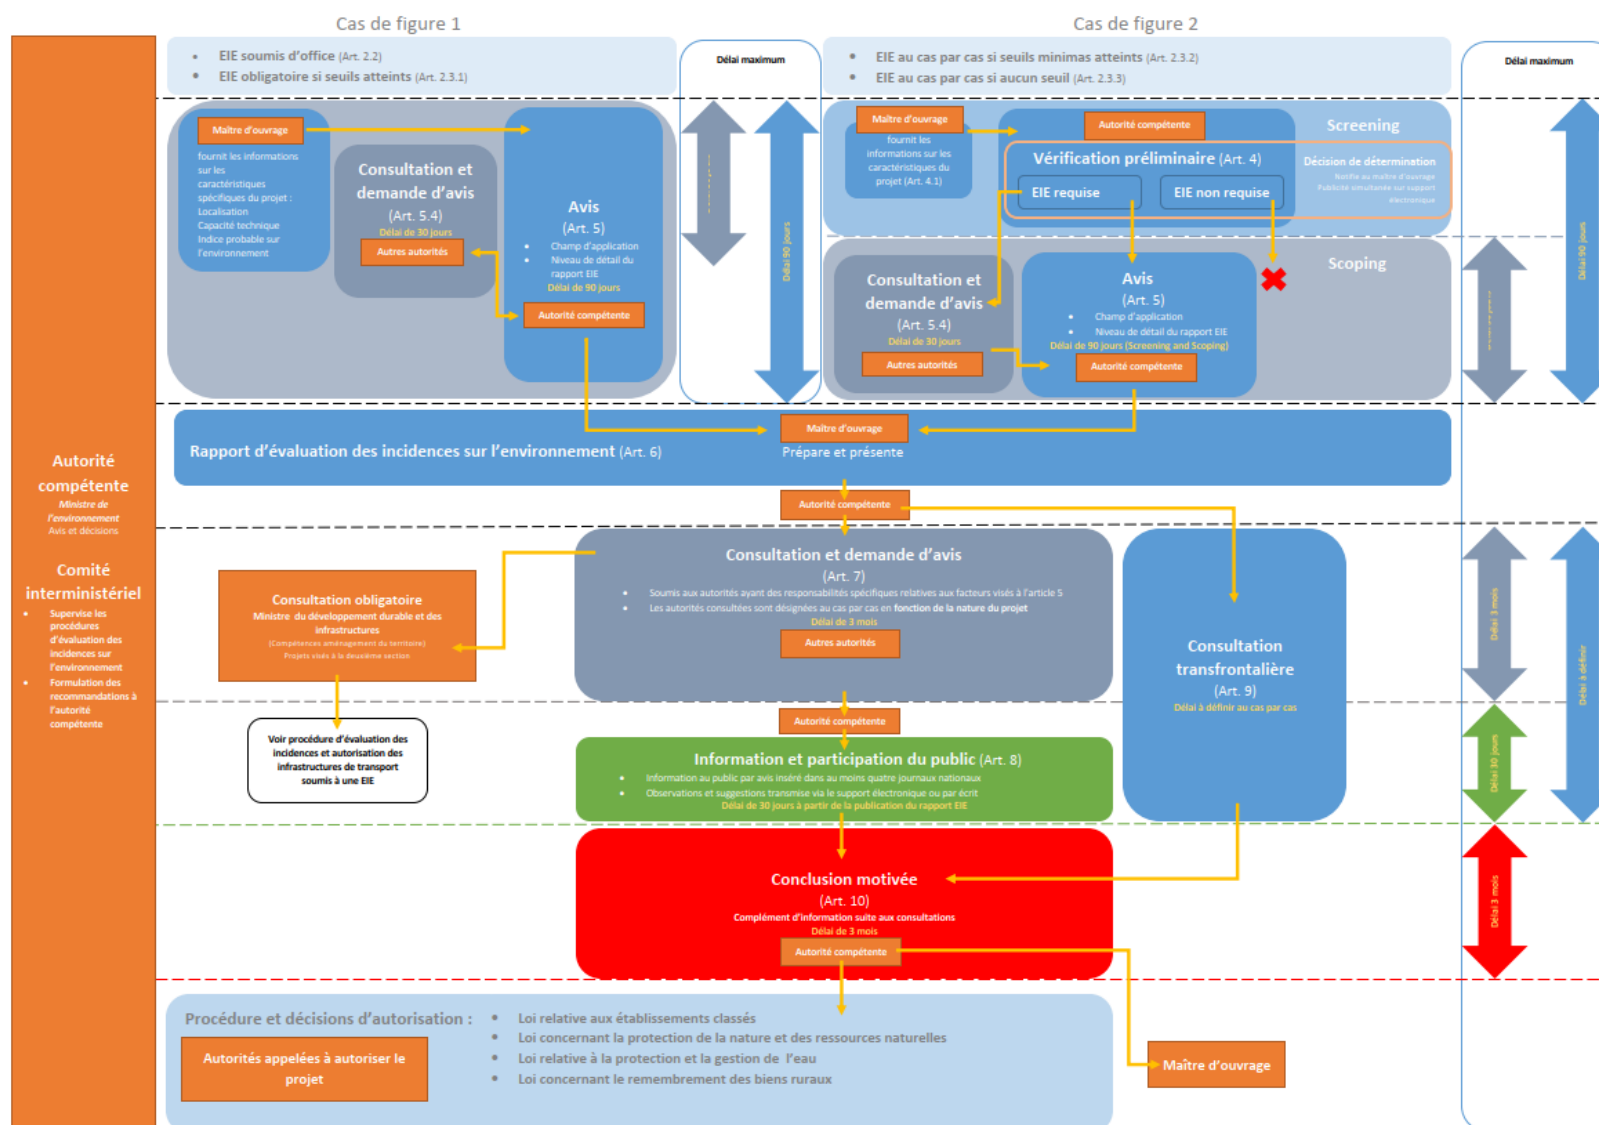 Cas de figure 1
Cas de figure 2
• EIE soumis d'office (Art. 2.2)
• EIE obligatoire si seuils atteints (Art. 2.3.1)
Délai maximum
• EIE au cas par cas si seuils minimas atteints (Art. 2.3.2)
• EIE au cas par cas si aucun seuil (Art. 2.3.3)
Délai maximum
Maître d'ouvrage
fournit les informations
sur les
caractéristiques
spécifiques du projet :
Localisation
Capacité technique
Indice probable sur
l'environnement
Consultation et
demande d'avis
(Art. 5.4)
Délai de 30 jours
Autres autorités
Avis
(Art. 5)
• Champ d'application
• Niveau de détail du
rapport EIE
Délai de 90 jours
Autorité compétente
Délai 90 jours
Maître d'ouvrage
fournit les
informations sur les
caractéristiques du
projet (Art. 4.1)
Autorité compétente
Screening
Vérification préliminaire (Art. 4)
EIE requise
EIE non requise
Décision de détermination
Notifie au maître d'ouvrage
Publicité simultanée sur support
électronique
Scoping
Consultation et
demande d'avis
(Art. 5.4)
Délai de 30 jours
Autres autorités
Avis
(Art. 5)
• Champ d'application
• Niveau de détail du rapport EIE
Délai de 90 jours (Screening and Scoping)
Autorité compétente
Délai 90 jours
Autorité
compétente
Ministre de
l'environnement
Avis et décisions
Comité
interministériel
• Supervise les
procédures
d'évaluation des
incidences sur
l'environnement
• Formulation des
recommandations à
l'autorité
compétente
Maître d'ouvrage
Rapport d'évaluation des incidences sur l'environnement (Art. 6)
Prépare et présente
Autorité compétente
Consultation et demande d'avis
(Art. 7)
• Soumis aux autorités ayant des responsabilités spécifiques relatives aux facteurs visés à l'article 5
• Les autorités consultées sont désignées au cas par cas en fonction de la nature du projet
Délai de 3 mois
Autres autorités
Consultation obligatoire
Ministre du développement durable et des
infrastructures
(Compétences aménagement du territoire)
Projets visés à la deuxième section
Voir procédure d'évaluation des
incidences et autorisation des
infrastructures de transport
soumis à une EIE
Consultation
transfrontalière
(Art. 9)
Délai à définir au cas par cas
Délai 3 mois
Délai à définir
Autorité compétente
Information et participation du public (Art. 8)
• Information au public par avis inséré dans au moins quatre journaux nationaux
• Observations et suggestions transmise via le support électronique ou par écrit
Délai de 30 jours à partir de la publication du rapport EIE
Délai 30 jours
Conclusion motivée
(Art. 10)
Complément d'information suite aux consultations
Délai de 3 mois
Autorité compétente
Délai 3 mois
Procédure et décisions d'autorisation :
Autorités appelées à autoriser le
projet
• Loi relative aux établissements classés
• Loi concernant la protection de la nature et des ressources naturelles
• Loi relative à la protection et la gestion de l'eau
• Loi concernant le remembrement des biens ruraux
Maître d'ouvrage